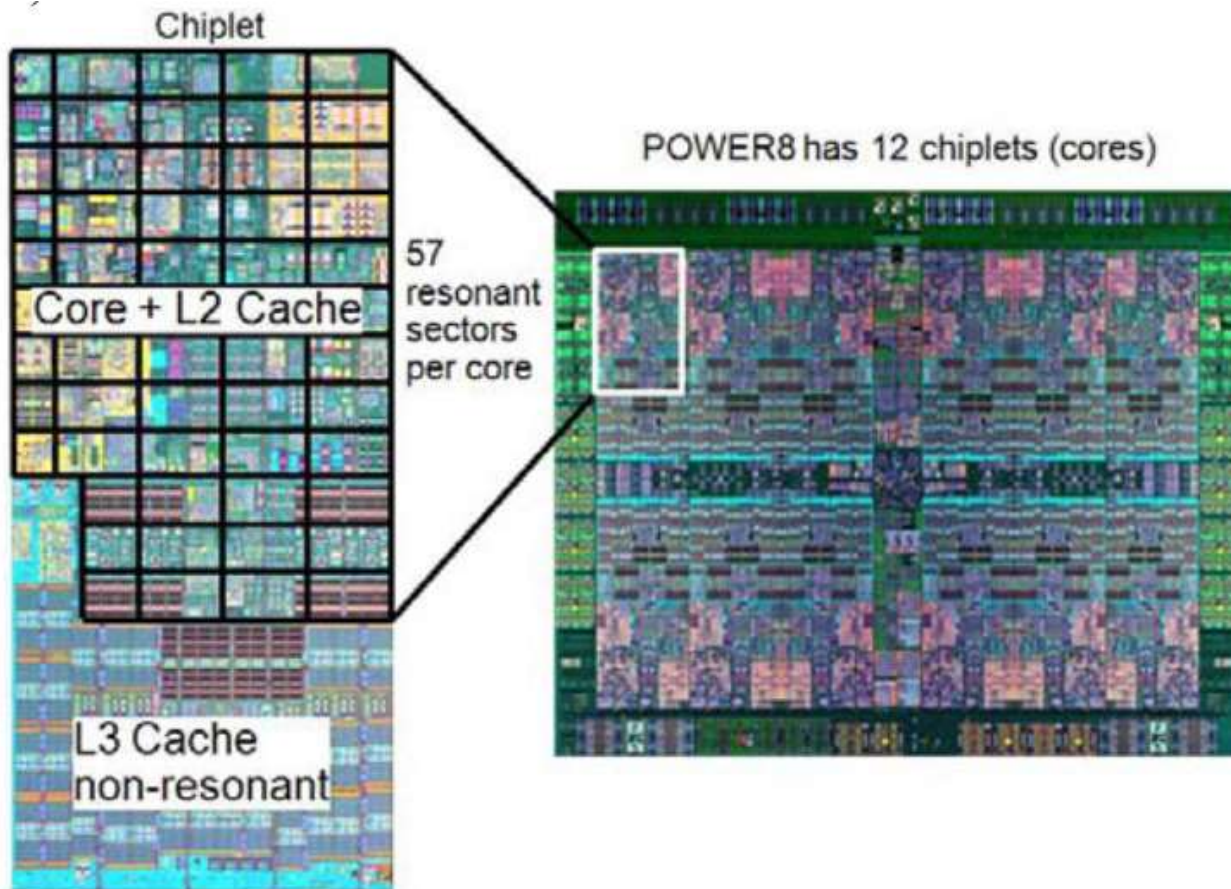 Chiplet
POWER8 has 12 chiplets (cores)
57
resonant
sectors
per core
Core + L2 Cache
L3 Cache
non-resonant